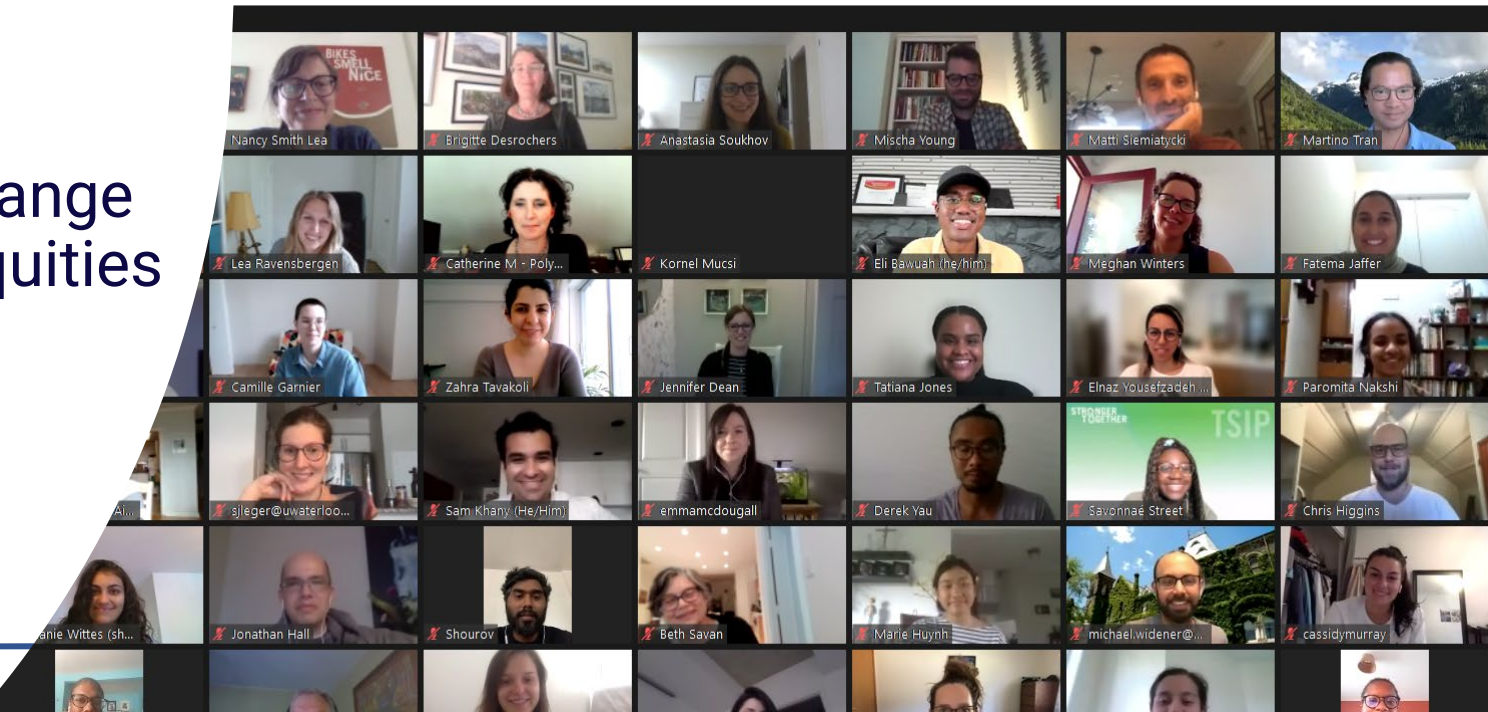 ange
quities
BIKES
SMELL
NICE
Nancy Smith Lea
Brigitte Desrochers
Anastasia Soukhov
Mischa Young
Matti Siemiatycki
Martino Tran
Lea Ravensbergen
Catherine M - Poly...
Kornel Mucsi
Eli Bawuah (he/him)
Meghan Winters
Fatema Jaffer
Camille Garnier
Zahra Tavakoli
Jennifer Dean
Tatiana Jones
Elnaz Yousefzadeh ...
Paromita Nakshi
STRONGER
TOGETHER
TSIP
Ai...
sjleger@uwaterloo...
Sam Khany (He/Him)
emmamcdougall
Derek Yau
Savonnae Street
Chris Higgins
anie Wittes (sh...
Jonathan Hall
Shourov
Beth Savan
Marie Huynh
michael.widener@...
cassidymurray